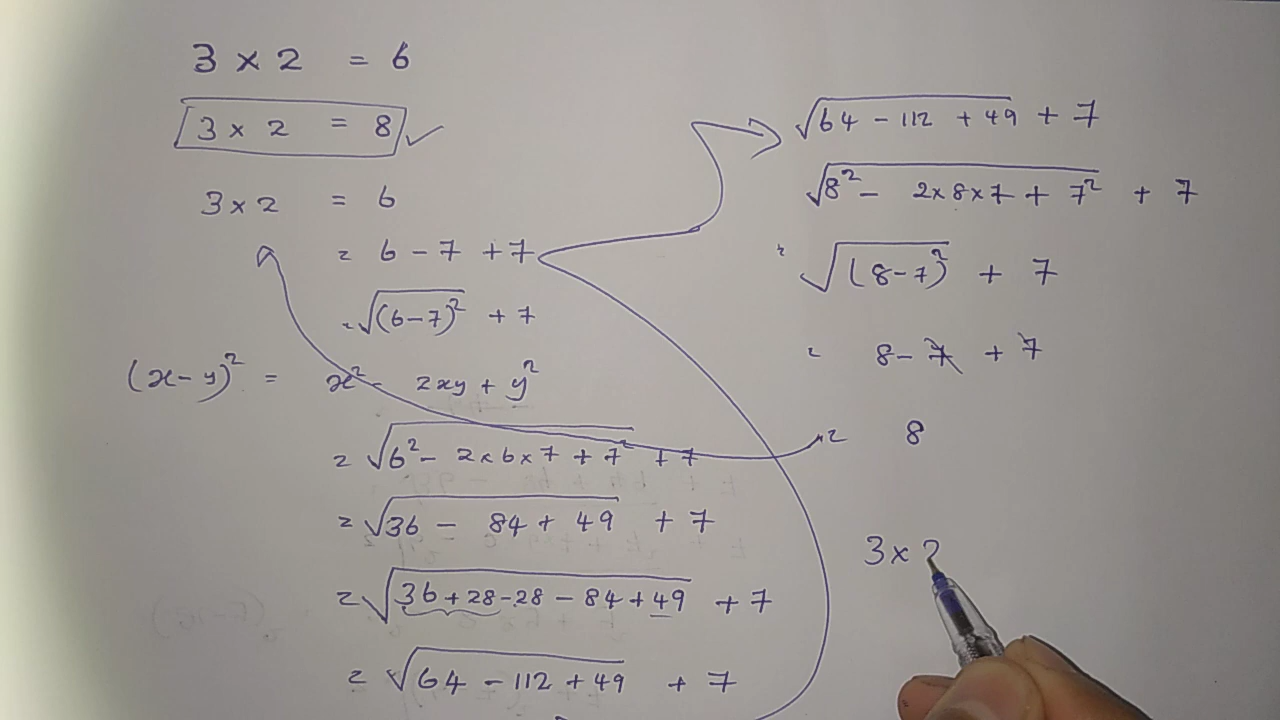 3 × 2 = 6
3 × 2 = 8 ✓
3 × 2 = 6
= 6 - 7 + 7
= √(6-7)² + 7
(x-y)² = x² - 2xy + y²
= √6² - 2×6×7 + 7² + 7
= √36 - 84 + 49 + 7
= √36 + 28 - 28 - 84 + 49 + 7
= √64 - 112 + 49 + 7
√64 - 112 + 49 + 7
√8² - 2×8×7 + 7² + 7
= √(8-7)² + 7
= 8 - 7 + 7
= 8
3 × 2